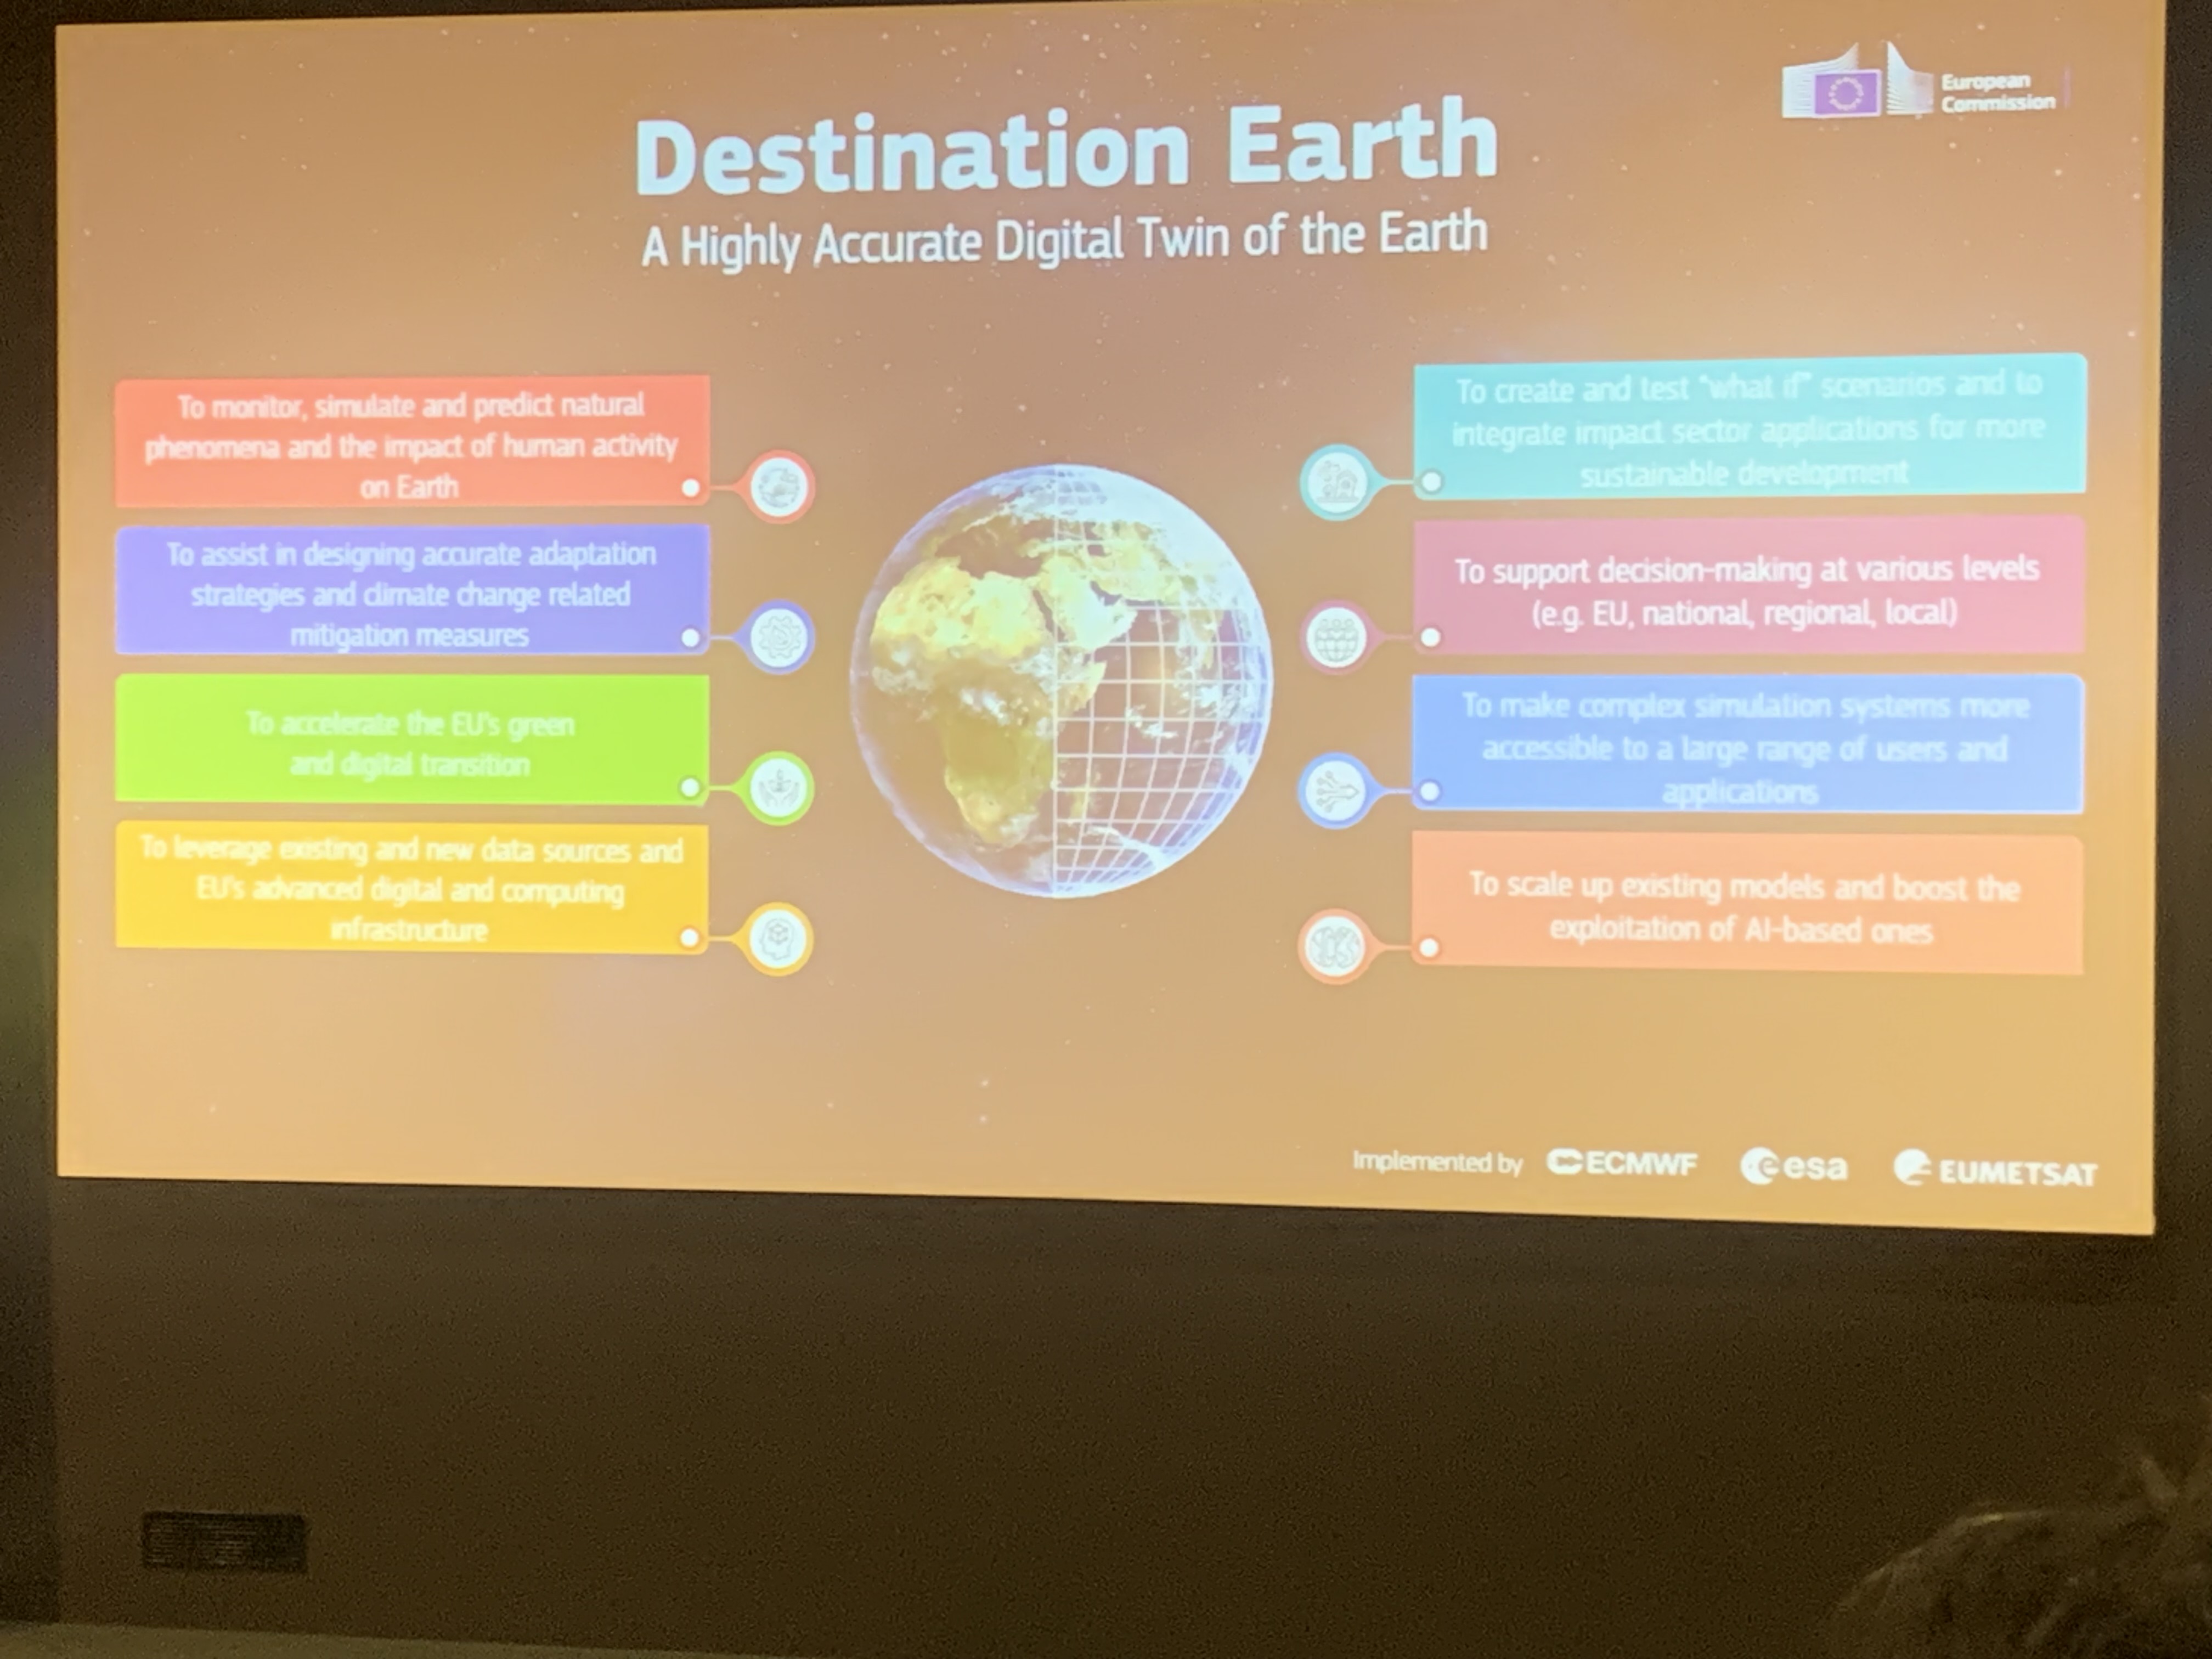 European
Commission
Destination Earth
A Highly Accurate Digital Twin of the Earth
To monitor, simulate and predict natural
phenomena and the impact of human activity
on Earth
To assist in designing accurate adaptation
strategies and climate change related
mitigation measures
To accelerate the EU's green
and digital transition
To leverage existing and new data sources and
EU's advanced digital and computing
infrastructure
To create and test "what if" scenarios and to
integrate impact sector applications for more
sustainable development
To support decision-making at various levels
(e.g. EU, national, regional, local)
To make complex simulation systems more
accessible to a large range of users and
applications
To scale up existing models and boost the
exploitation of AI-based ones
Implemented by ECMWF esa EUMETSAT